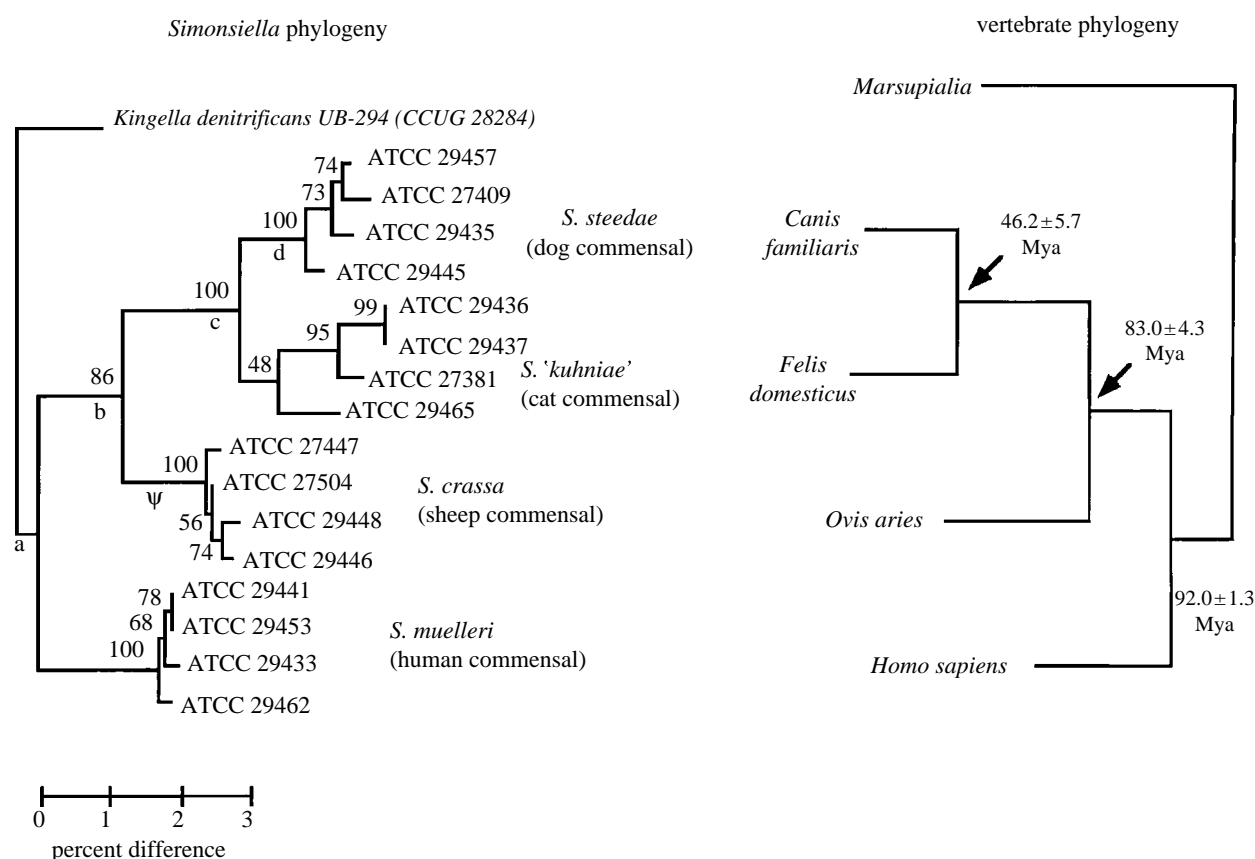 Simonsiella phylogeny
Kingella denitrificans UB-294 (CCUG 28284)
74
ATCC 29457
73
ATCC 27409
100
ATCC 29435
d
ATCC 29445
S. steedae
(dog commensal)
100
c
99
ATCC 29436
95
ATCC 29437
48
ATCC 27381
ATCC 29465
S. ‘kuhniae’
(cat commensal)
86
b
100
ψ
ATCC 27447
ATCC 27504
56
ATCC 29448
74
ATCC 29446
S. crassa
(sheep commensal)
a
78
ATCC 29441
68
ATCC 29453
100
ATCC 29433
ATCC 29462
S. muelleri
(human commensal)
0 1 2 3
percent difference
vertebrate phylogeny
Marsupialia
Canis
familiaris
46.2±5.7
Mya
83.0±4.3
Mya
Felis
domesticus
Ovis aries
92.0±1.3
Mya
Homo sapiens